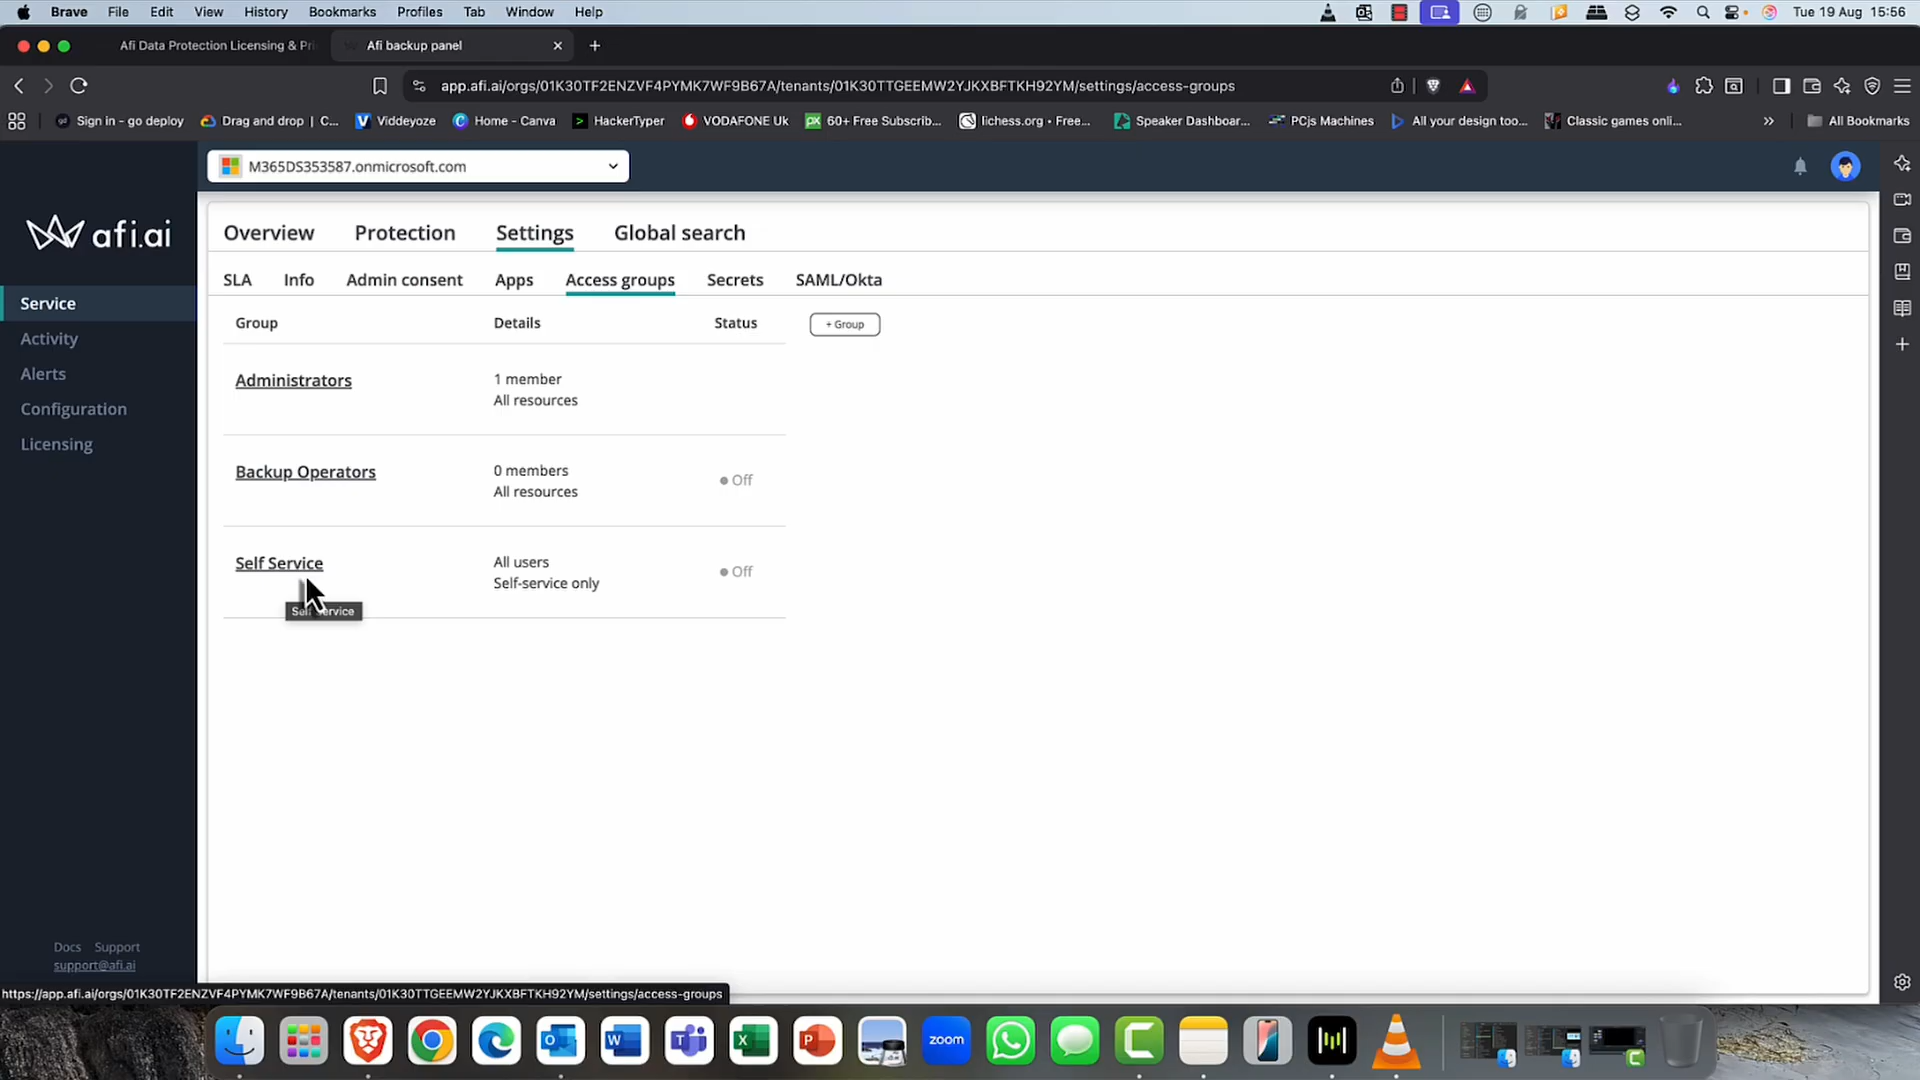 Brave File Edit View History Bookmarks Profiles Tab Window Help Tue 19 Aug 15:56
Afi Data Protection Licensing & Pri Afi backup panel
app.afi.ai/orgs/01K30TF2ENZVF4PYMK7WF9B67A/tenants/01K30TTGEEMW2YJKXBFTKH92YM/settings/access-groups
Sign in - go deploy Drag and drop | C... Viddeyoze Home - Canva HackerTyper VODAFONE Uk 60+ Free Subscrib... lichess.org • Free... Speaker Dashboar... PCjs Machines All your design too... Classic games onli... » All Bookmarks
M365DS353587.onmicrosoft.com
afi.ai
Overview Protection Settings Global search
SLA Info Admin consent Apps Access groups Secrets SAML/Okta
Service
Activity
Alerts
Configuration
Licensing
Group Details Status + Group
Administrators 1 member
All resources
Backup Operators 0 members
All resources Off
Self Service All users
Self-service only Off
Docs Support
support@afi.ai
https://app.afi.ai/orgs/01K30TF2ENZVF4PYMK7WF9B67A/tenants/01K30TTGEEMW2YJKXBFTKH92YM/settings/access-groups
zoom